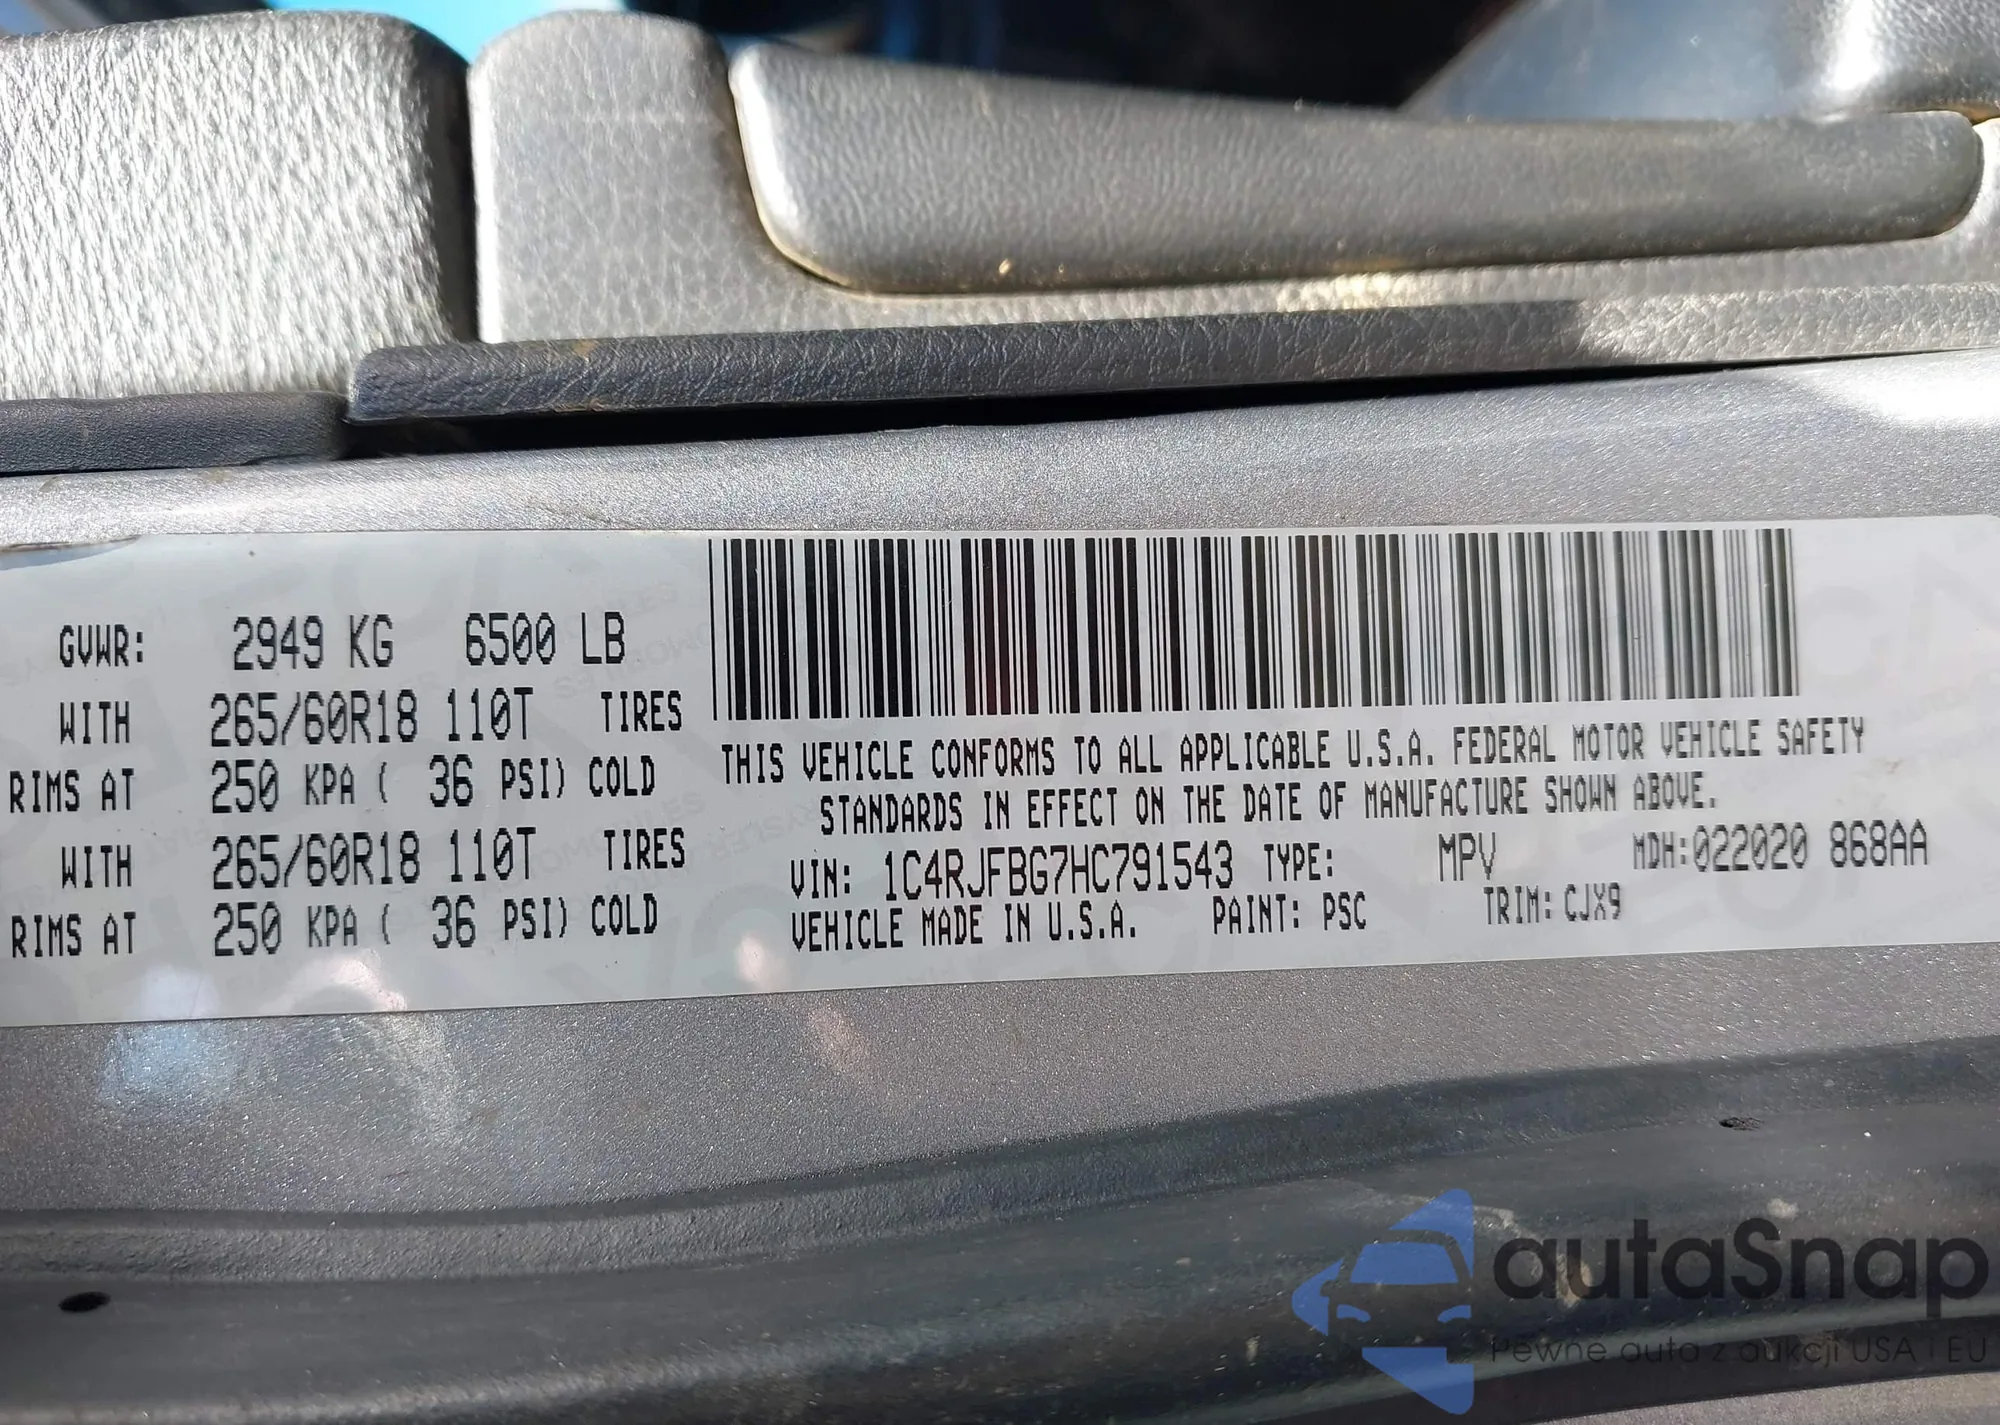 GVWR: 2949 KG 6500 LB
WITH 265/60R18 110T TIRES
RIMS AT 250 KPA ( 36 PSI) COLD
WITH 265/60R18 110T TIRES
RIMS AT 250 KPA ( 36 PSI) COLD
THIS VEHICLE CONFORMS TO ALL APPLICABLE U.S.A. FEDERAL MOTOR VEHICLE SAFETY
STANDARDS IN EFFECT ON THE DATE OF MANUFACTURE SHOWN ABOVE.
VIN: 1C4RJFBG7HC791543 TYPE: MPV MDH:022020 868AA
VEHICLE MADE IN U.S.A. PAINT: PSC TRIM: CJX9
autaSnap
Pewne auta z aukcji USA i EU